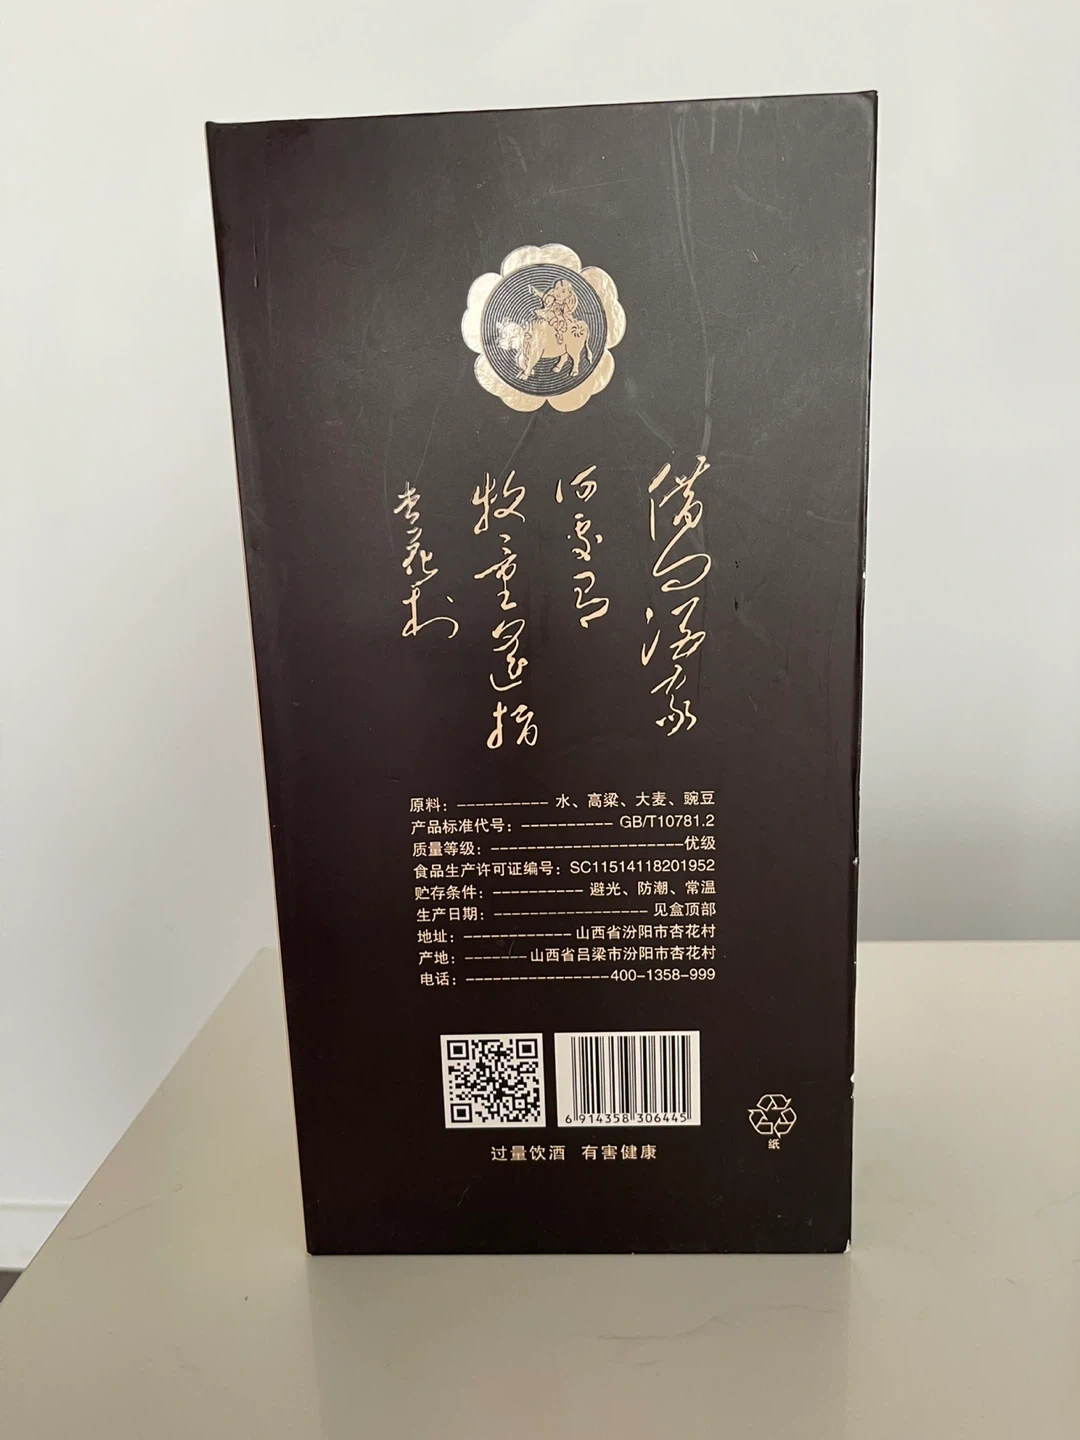 借问酒家
何处有
牧童遥指
杏花村
原料：----------水、高粱、大麦、豌豆
产品标准代号：----------GB/T10781.2
质量等级：---------------------优级
食品生产许可证编号：SC11514118201952
贮存条件：----------避光、防潮、常温
生产日期：-----------------见盒顶部
地址：------------山西省汾阳市杏花村
产地：-------山西省吕梁市汾阳市杏花村
电话：----------------400-1358-999
6 914358 306445
过量饮酒 有害健康
纸